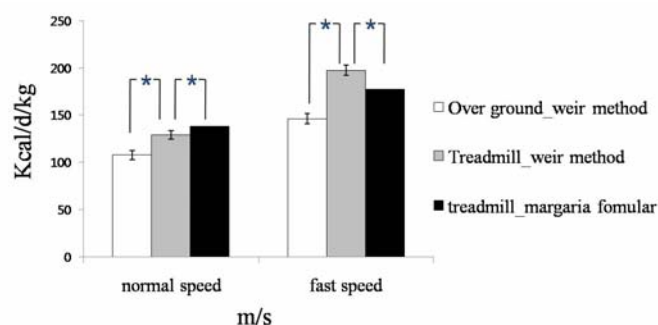 Kcal/d/kg
250
200
150
100
50
0
* * * *
normal speed fast speed
m/s
Over ground_weir method
Treadmill_weir method
treadmill_margaria fomular